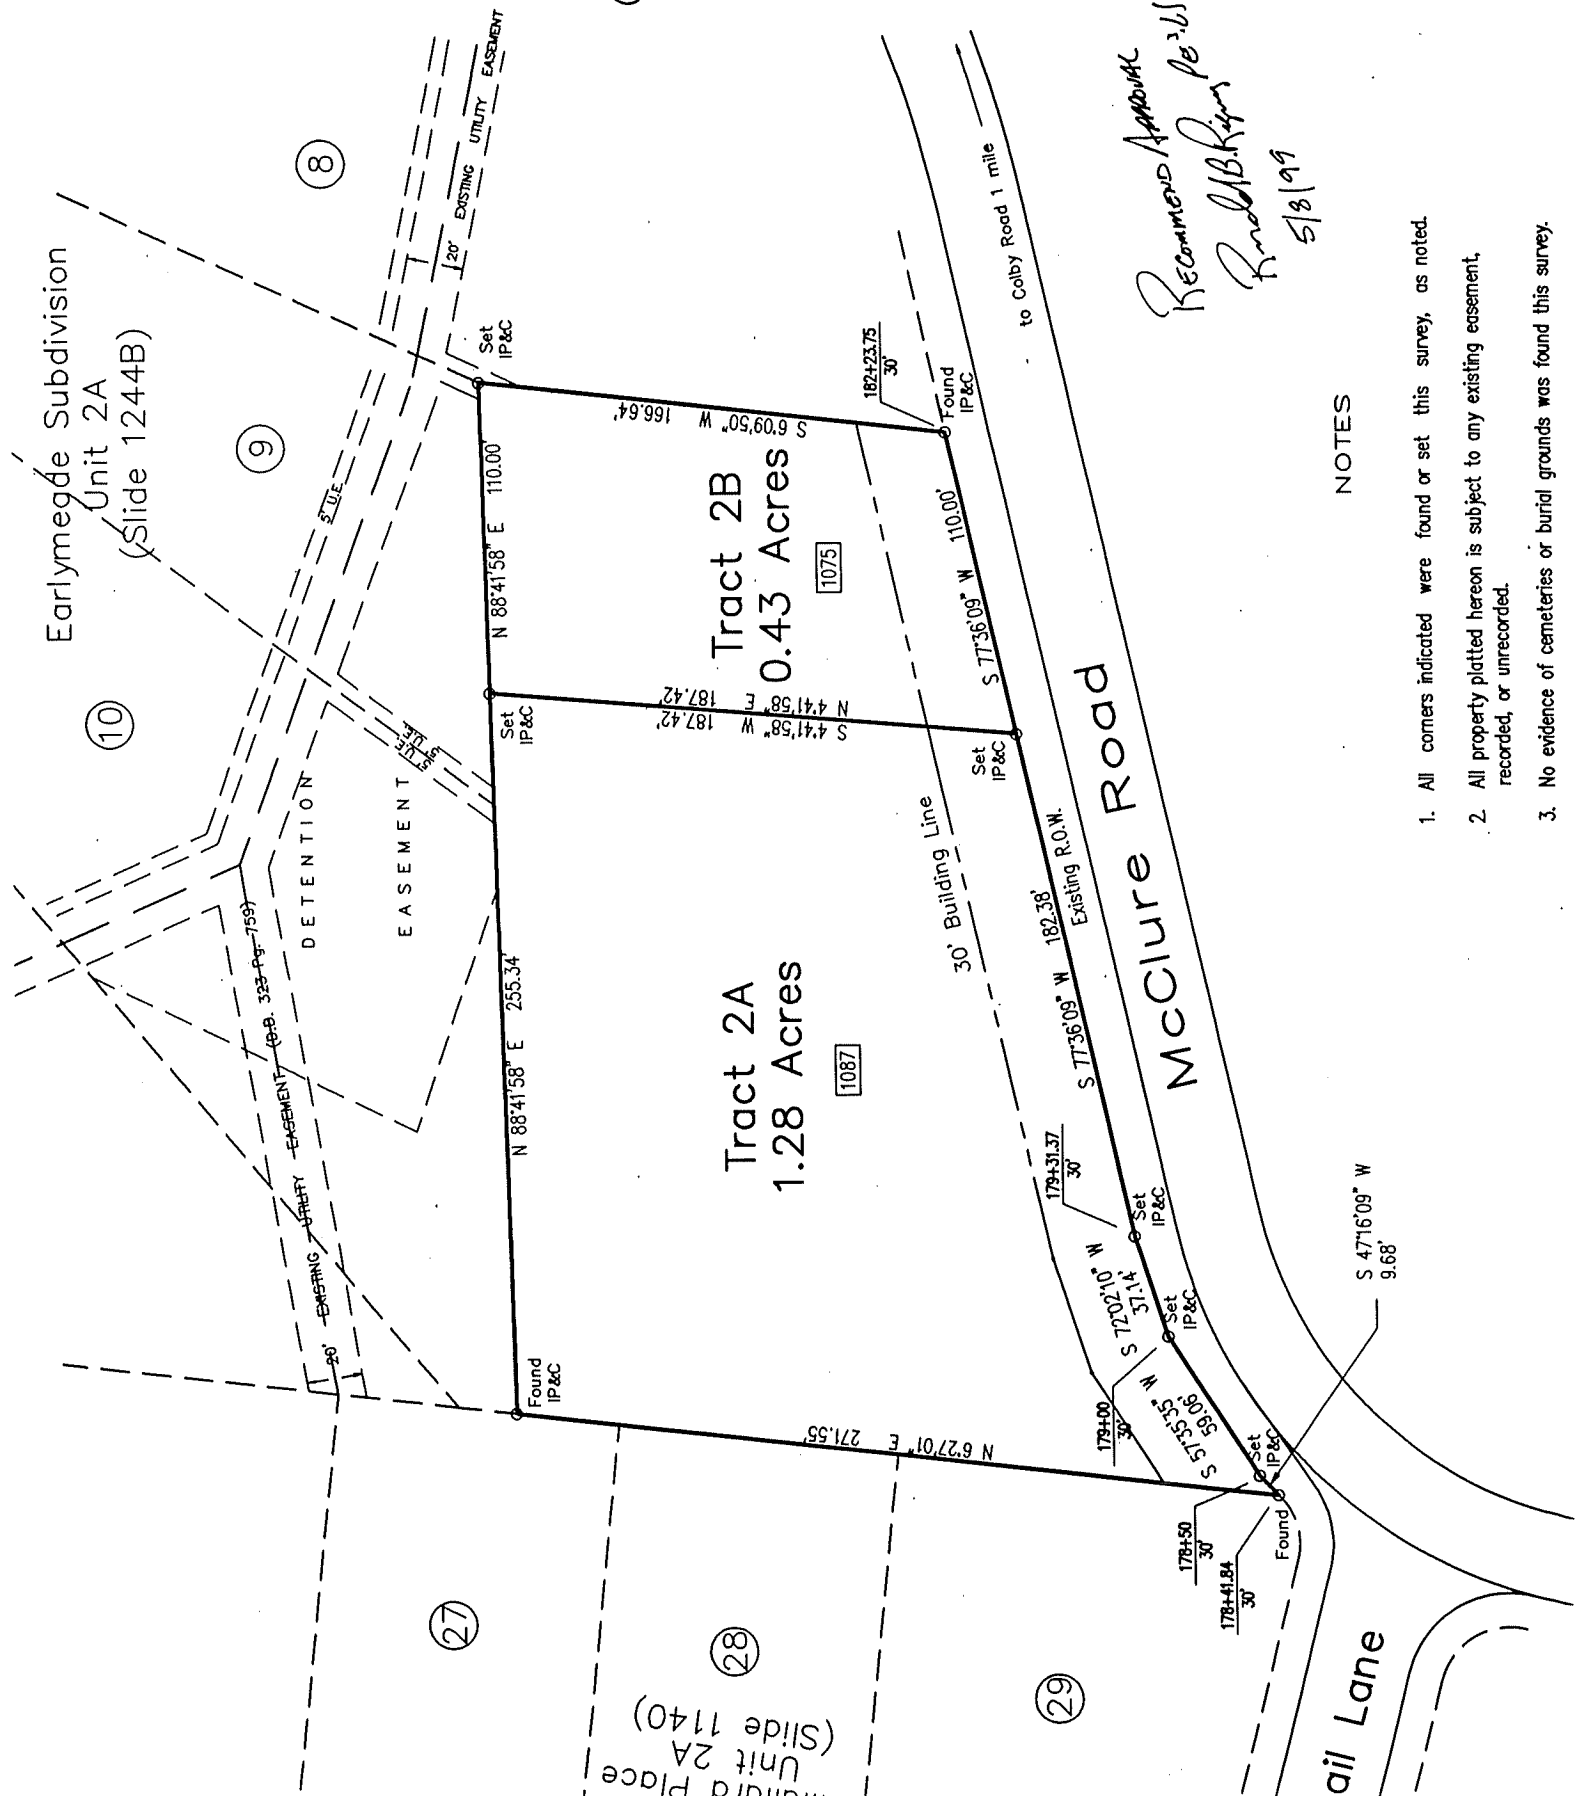 Earlymeade Subdivision
Unit 2A
(Slide 1244B)
8
9
10
20'
EXISTING UTILITY EASEMENT
5' U.E.
5' U.E.
5' U.E.
DETENTION
EASEMENT
20' EXISTING UTILITY EASEMENT (D.B. 323 Pg. 759)
Found
IP&C
N 88°41'58" E 255.34'
Set
IP&C
N 88°41'58" E 110.00'
Set
IP&C
S 6°09'50" W 166.64'
Tract 2B
0.43 Acres
1075
N 4°41'58" E 187.42'
S 4°41'58" W 187.42'
Tract 2A
1.28 Acres
1087
N 6°27'01" E 271.55'
30' Building Line
182+23.75
30'
Found
IP&C
S 77°36'09" W 110.00'
Set
IP&C
S 77°36'09" W 182.38'
Existing R.O.W.
179+31.37
30'
Set
IP&C
S 72°02'10" W
37.14'
179+00
30'
Set
IP&C
S 57°35'35" W
59.06'
178+50
30'
Set
IP&C
178+41.84
30'
Found
S 47°16'09" W
9.68'
McClure Road
to Colby Road 1 mile
27
28
29
Place
Unit 2A
(Slide 1140)
ail Lane
RECOMMEND APPROVAL
5/3/99
NOTES
1. All corners indicated were found or set this survey, as noted.
2. All property platted hereon is subject to any existing easement,
recorded, or unrecorded.
3. No evidence of cemeteries or burial grounds was found this survey.